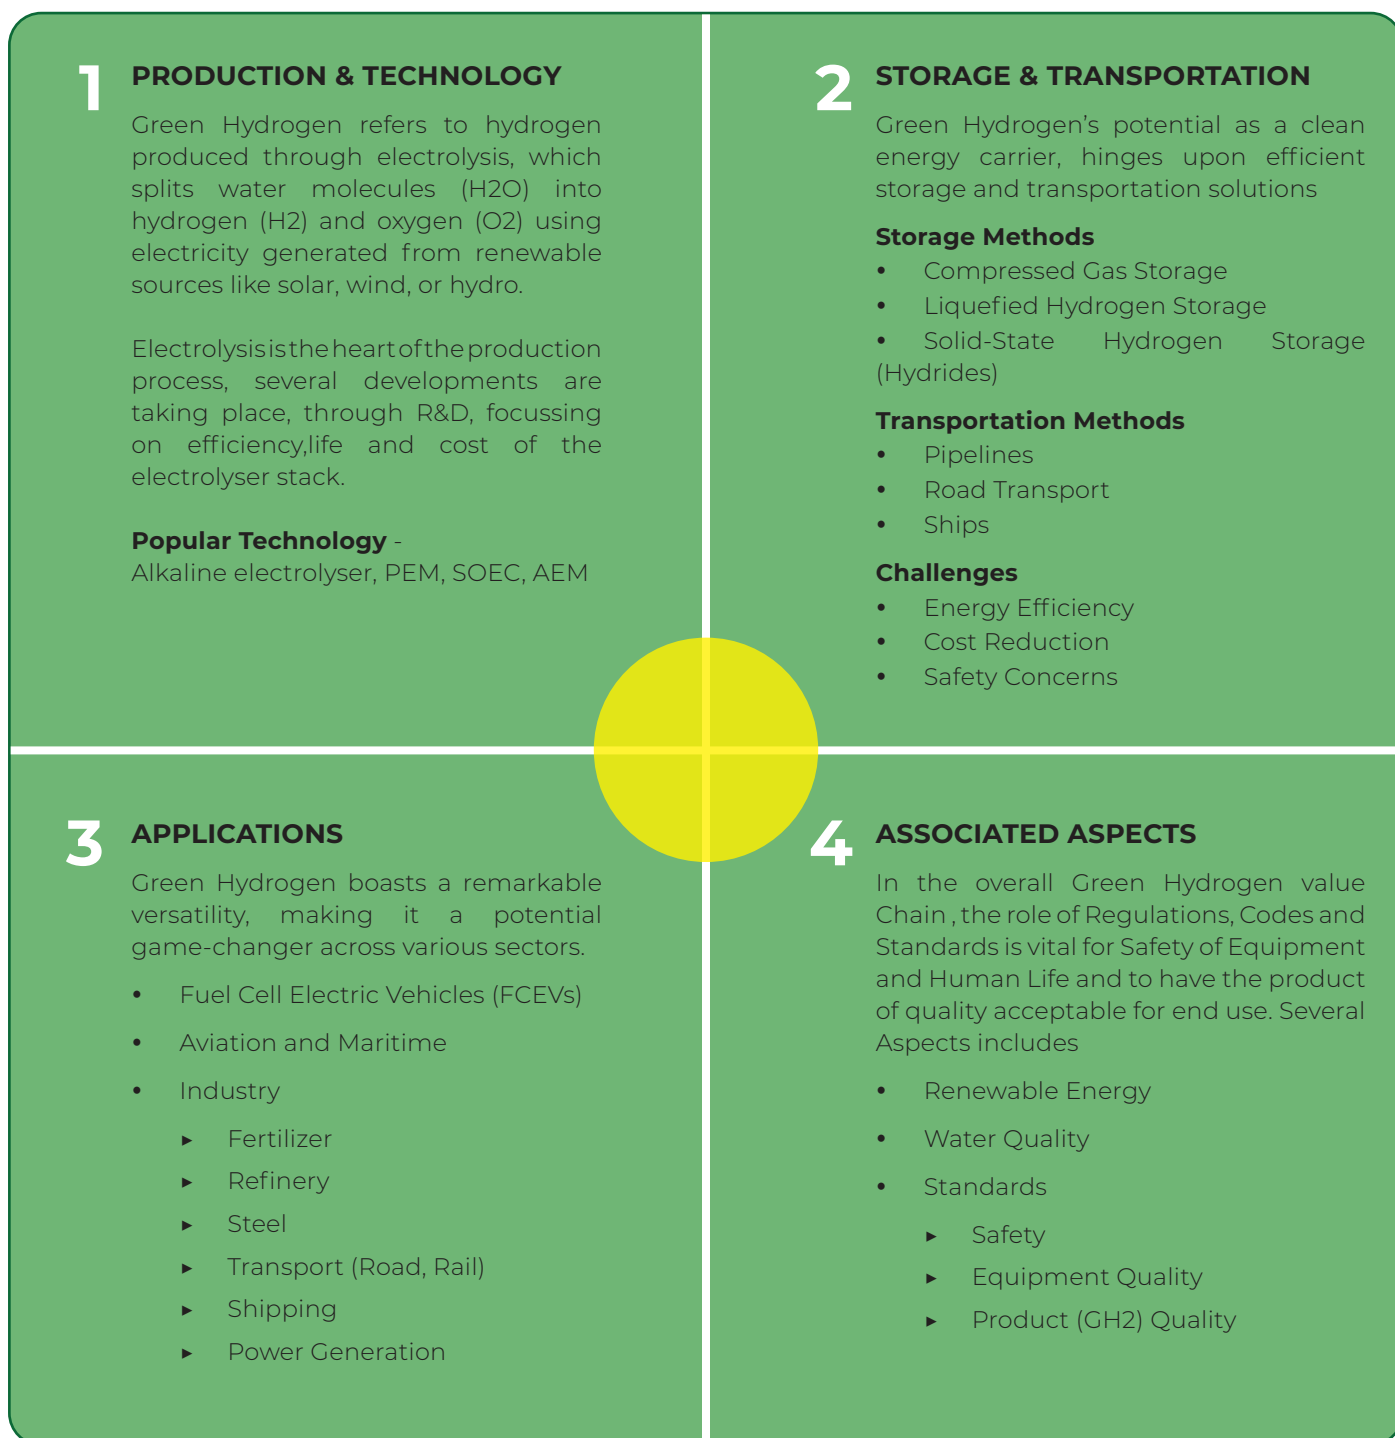 1 PRODUCTION & TECHNOLOGY
Green Hydrogen refers to hydrogen
produced through electrolysis, which
splits water molecules (H2O) into
hydrogen (H2) and oxygen (O2) using
electricity generated from renewable
sources like solar, wind, or hydro.
Electrolysis is the heart of the production
process, several developments are
taking place, through R&D, focussing
on efficiency,life and cost of the
electrolyser stack.
Popular Technology -
Alkaline electrolyser, PEM, SOEC, AEM
2 STORAGE & TRANSPORTATION
Green Hydrogen's potential as a clean
energy carrier, hinges upon efficient
storage and transportation solutions
Storage Methods
• Compressed Gas Storage
• Liquefied Hydrogen Storage
• Solid-State Hydrogen Storage
(Hydrides)
Transportation Methods
• Pipelines
• Road Transport
• Ships
Challenges
• Energy Efficiency
• Cost Reduction
• Safety Concerns
3 APPLICATIONS
Green Hydrogen boasts a remarkable
versatility, making it a potential
game-changer across various sectors.
• Fuel Cell Electric Vehicles (FCEVs)
• Aviation and Maritime
• Industry
▸ Fertilizer
▸ Refinery
▸ Steel
▸ Transport (Road, Rail)
▸ Shipping
▸ Power Generation
4 ASSOCIATED ASPECTS
In the overall Green Hydrogen value
Chain , the role of Regulations, Codes and
Standards is vital for Safety of Equipment
and Human Life and to have the product
of quality acceptable for end use. Several
Aspects includes
• Renewable Energy
• Water Quality
• Standards
▸ Safety
▸ Equipment Quality
▸ Product (GH2) Quality